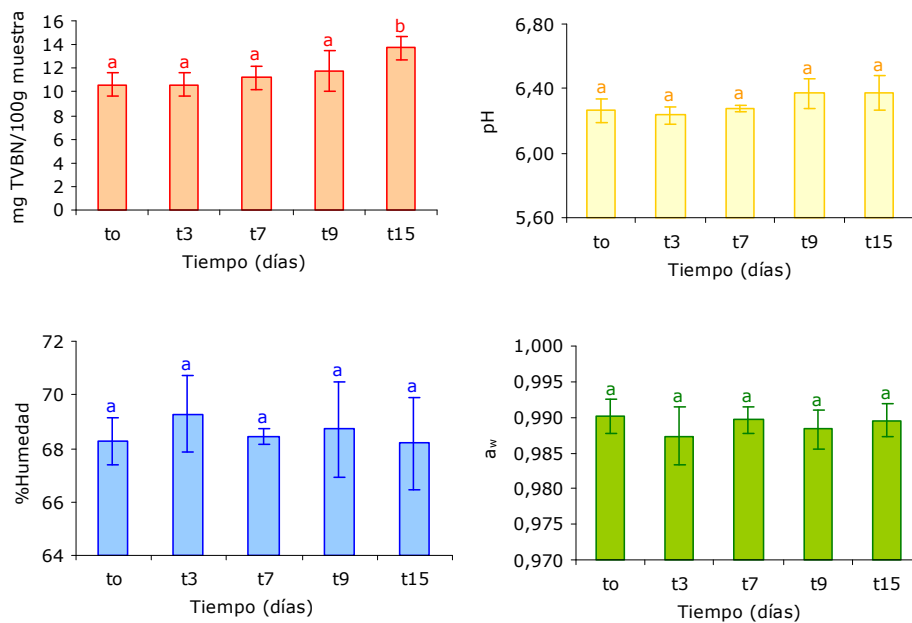 mg TVBN/100g muestra
16
14
12
10
8
6
4
2
0
a
a
a
a
b
to t3 t7 t9 t15
Tiempo (días)
pH
6,80
6,40
6,00
5,60
a
a
a
a
a
to t3 t7 t9 t15
Tiempo (días)
%Humedad
72
70
68
66
64
a
a
a
a
a
to t3 t7 t9 t15
Tiempo (días)
aw
1,000
0,995
0,990
0,985
0,980
0,975
0,970
a
a
a
a
a
to t3 t7 t9 t15
Tiempo (días)